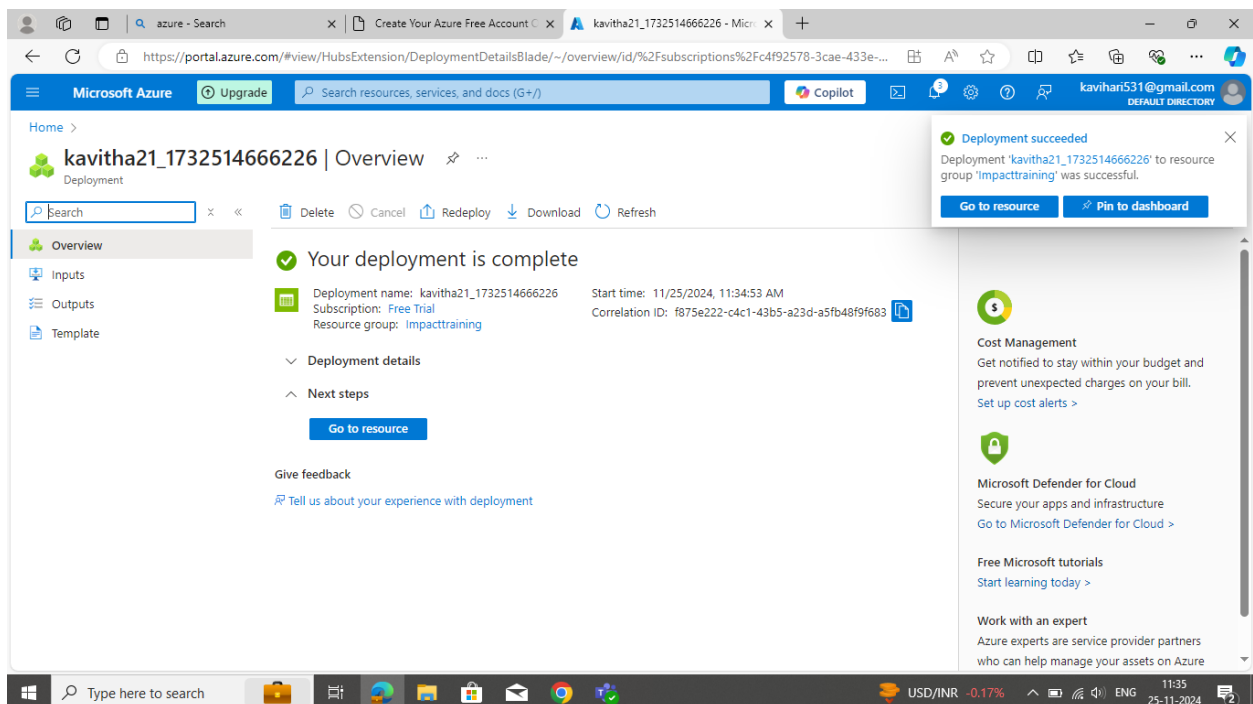 azure - Search
Create Your Azure Free Account C
kavitha21_1732514666226 - Micro
https://portal.azure.com/#view/HubsExtension/DeploymentDetailsBlade/~/overview/id/%2Fsubscriptions%2Fc4f92578-3cae-433e-...
Microsoft Azure
Upgrade
Search resources, services, and docs (G+/)
Copilot
3
kavihari531@gmail.com
DEFAULT DIRECTORY
Home >
kavitha21_1732514666226 | Overview
Deployment
Deployment succeeded
Deployment 'kavitha21_1732514666226' to resource
group 'Impacttraining' was successful.
Go to resource
Pin to dashboard
Search
Delete
Cancel
Redeploy
Download
Refresh
Overview
Inputs
Outputs
Template
Your deployment is complete
Deployment name: kavitha21_1732514666226
Subscription: Free Trial
Resource group: Impacttraining
Start time: 11/25/2024, 11:34:53 AM
Correlation ID: f875e222-c4c1-43b5-a23d-a5fb48f9f683
Deployment details
Next steps
Go to resource
Give feedback
Tell us about your experience with deployment
Cost Management
Get notified to stay within your budget and
prevent unexpected charges on your bill.
Set up cost alerts >
Microsoft Defender for Cloud
Secure your apps and infrastructure
Go to Microsoft Defender for Cloud >
Free Microsoft tutorials
Start learning today >
Work with an expert
Azure experts are service provider partners
who can help manage your assets on Azure
Type here to search
USD/INR -0.17%
ENG
11:35
25-11-2024
2